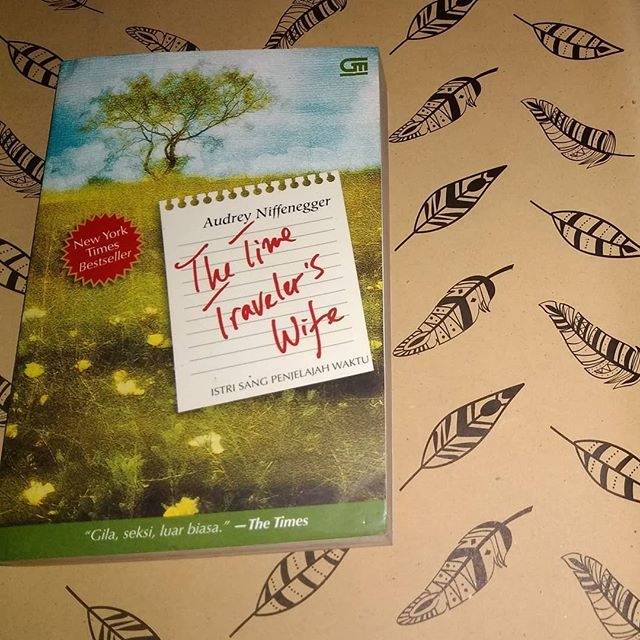 Audrey Niffenegger
New York
Times
Bestseller
The Time
Traveler's
Wife
ISTRI SANG PENJELAJAH WAKTU
"Gila, seksi, luar biasa." —The Times